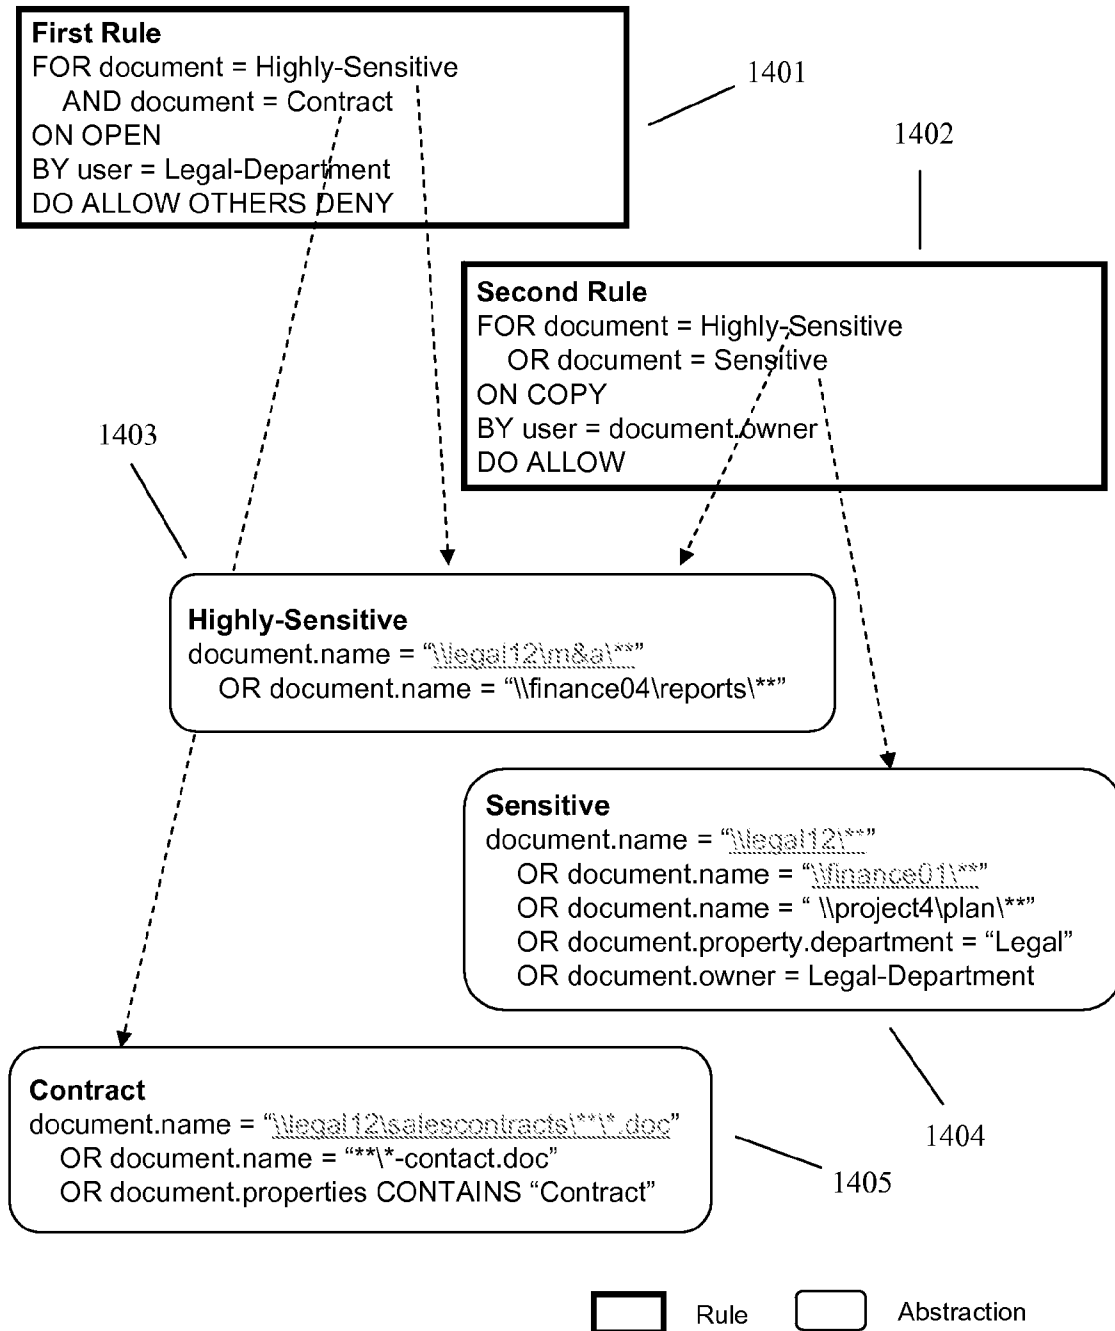 First Rule
FOR document = Highly-Sensitive
AND document = Contract
ON OPEN
BY user = Legal-Department
DO ALLOW OTHERS DENY
1401
1402
Second Rule
FOR document = Highly-Sensitive
OR document = Sensitive
ON COPY
BY user = document.owner
DO ALLOW
1403
Highly-Sensitive
document.name = “\\legal12\m&a\**”
OR document.name = “\\finance04\reports\**”
Sensitive
document.name = “\\legal12\**”
OR document.name = “\\finance01\**”
OR document.name = “ \\project4\plan\**”
OR document.property.department = “Legal”
OR document.owner = Legal-Department
1404
Contract
document.name = “\\legal12\salescontracts\**\*.doc”
OR document.name = “**\*-contact.doc”
OR document.properties CONTAINS “Contract”
1405
Rule
Abstraction